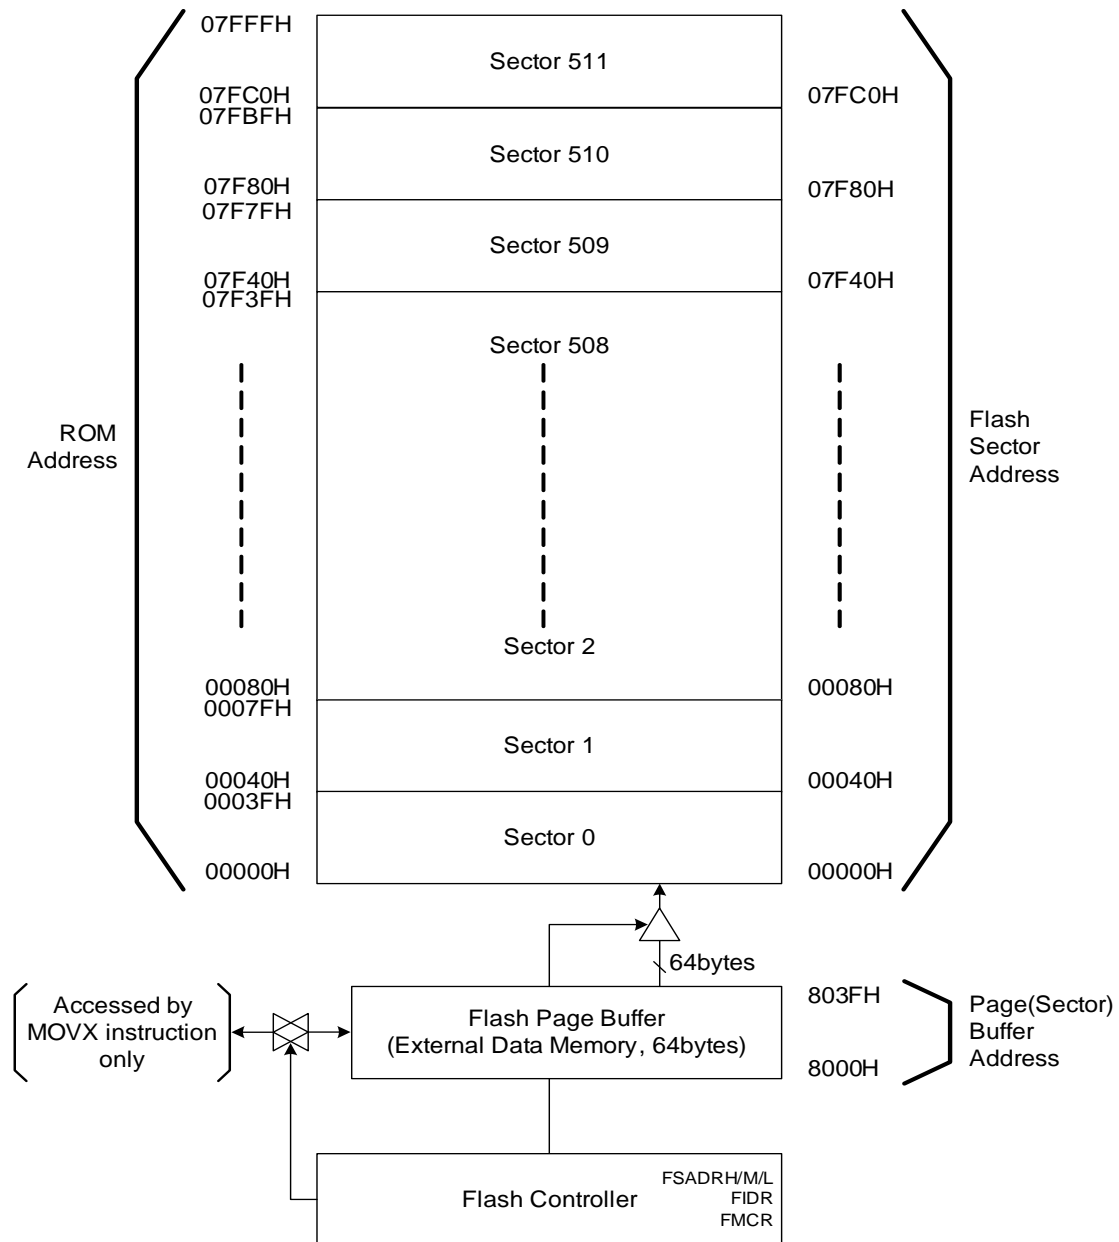 07FFFH
Sector 511
07FC0H
07FC0H
07FBFH
Sector 510
07F80H
07F80H
07F7FH
Sector 509
07F40H
07F40H
07F3FH
Sector 508
ROM
Address
Flash
Sector
Address
Sector 2
00080H
00080H
0007FH
Sector 1
00040H
00040H
0003FH
Sector 0
00000H
00000H
64bytes
Accessed by
MOVX instruction
only
Flash Page Buffer
(External Data Memory, 64bytes)
803FH
8000H
Page(Sector)
Buffer
Address
Flash Controller
FSADRH/M/L
FIDR
FMCR